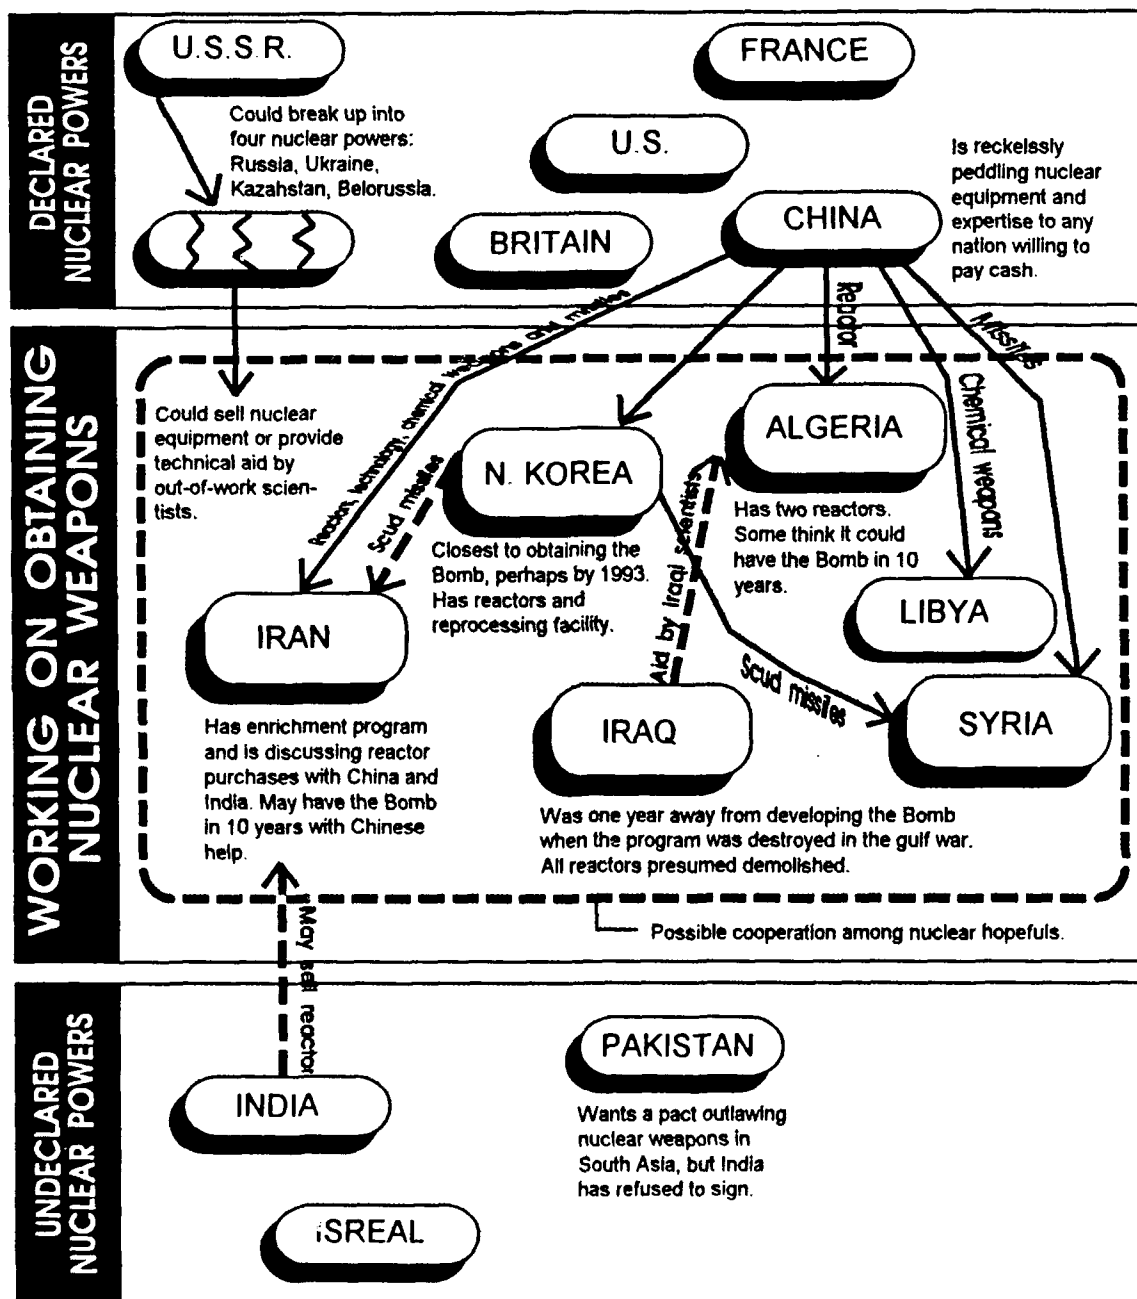 DECLARED
NUCLEAR POWERS
U.S.S.R.
FRANCE
Could break up into
four nuclear powers:
Russia, Ukraine,
Kazahstan, Belorussia.
U.S.
Is reckelssly
peddling nuclear
equipment and
expertise to any
nation willing to
pay cash.
CHINA
BRITAIN
WORKING ON OBTAINING
NUCLEAR WEAPONS
Reactors, technology, chemical weapons and missiles
Reactor
Missiles
Chemical weapons
Could sell nuclear
equipment or provide
technical aid by
out-of-work scien-
tists.
Scud missiles
N. KOREA
Closest to obtaining the
Bomb, perhaps by 1993.
Has reactors and
reprocessing facility.
ALGERIA
Has two reactors.
Some think it could
have the Bomb in 10
years.
Aid by Iraqi scientists
LIBYA
IRAN
Has enrichment program
and is discussing reactor
purchases with China and
India. May have the Bomb
in 10 years with Chinese
help.
Scud missiles
IRAQ
Was one year away from developing the Bomb
when the program was destroyed in the gulf war.
All reactors presumed demolished.
SYRIA
Possible cooperation among nuclear hopefuls.
May sell reactor
UNDECLARED
NUCLEAR POWERS
PAKISTAN
Wants a pact outlawing
nuclear weapons in
South Asia, but India
has refused to sign.
INDIA
ISREAL